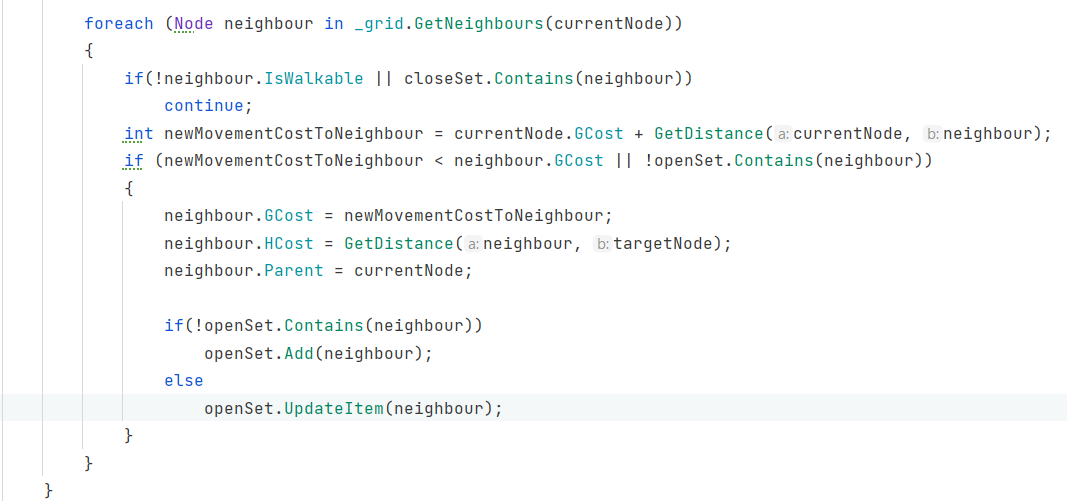 foreach (Node neighbour in _grid.GetNeighbours(currentNode))
{
if(!neighbour.IsWalkable || closeSet.Contains(neighbour))
continue;
int newMovementCostToNeighbour = currentNode.GCost + GetDistance(a:currentNode, b:neighbour);
if (newMovementCostToNeighbour < neighbour.GCost || !openSet.Contains(neighbour))
{
neighbour.GCost = newMovementCostToNeighbour;
neighbour.HCost = GetDistance(a:neighbour, b:targetNode);
neighbour.Parent = currentNode;
if(!openSet.Contains(neighbour))
openSet.Add(neighbour);
else
openSet.UpdateItem(neighbour);
}
}
}